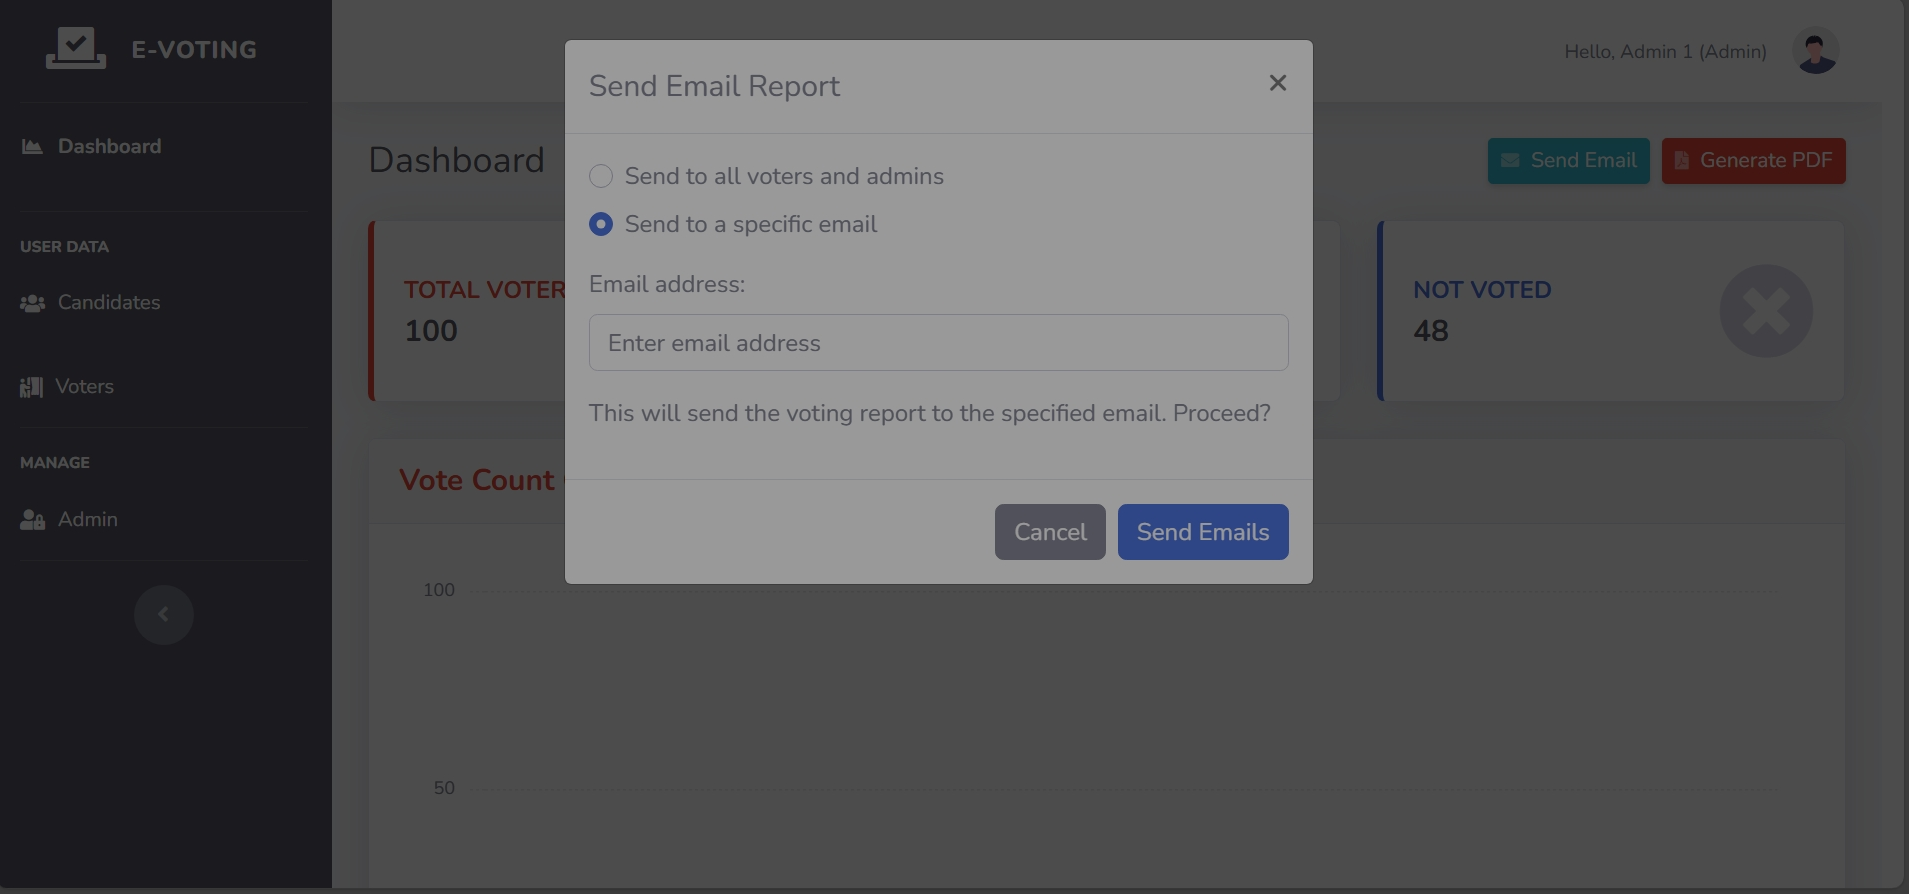 E-VOTING
Hello, Admin 1 (Admin)
Dashboard
USER DATA
Candidates
Voters
MANAGE
Admin
Dashboard
Send Email
Generate PDF
TOTAL VOTER
100
NOT VOTED
48
Vote Count
100
50
Send Email Report
Send to all voters and admins
Send to a specific email
Email address:
Enter email address
This will send the voting report to the specified email. Proceed?
Cancel
Send Emails